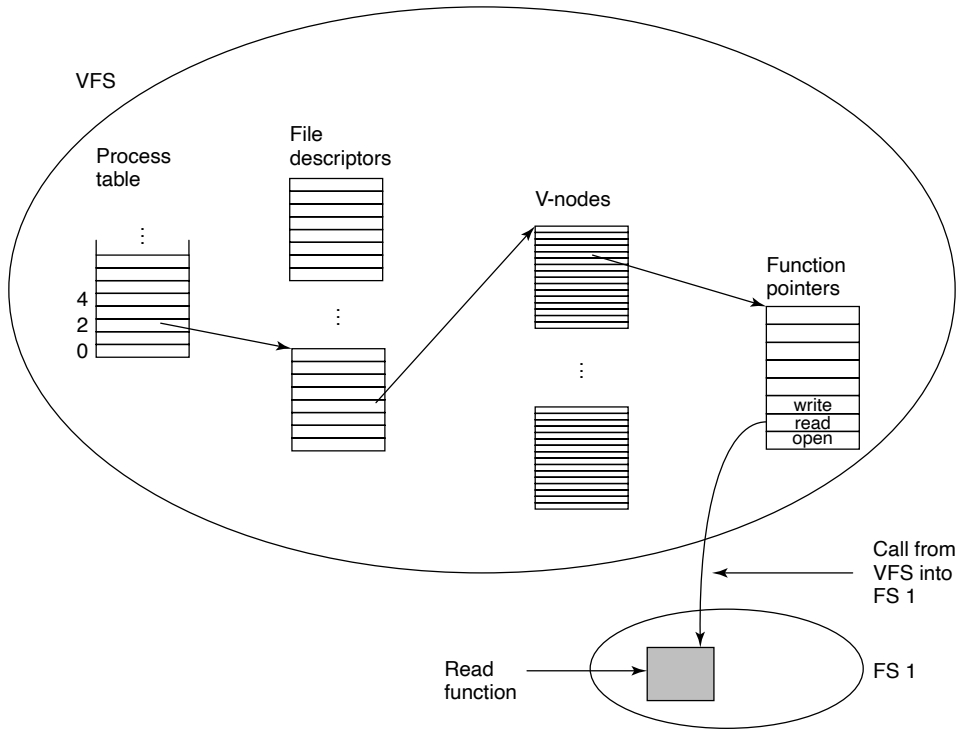 VFS
Process
table
File
descriptors
V-nodes
Function
pointers
4
2
0
write
read
open
Call from
VFS into
FS 1
Read
function
FS 1